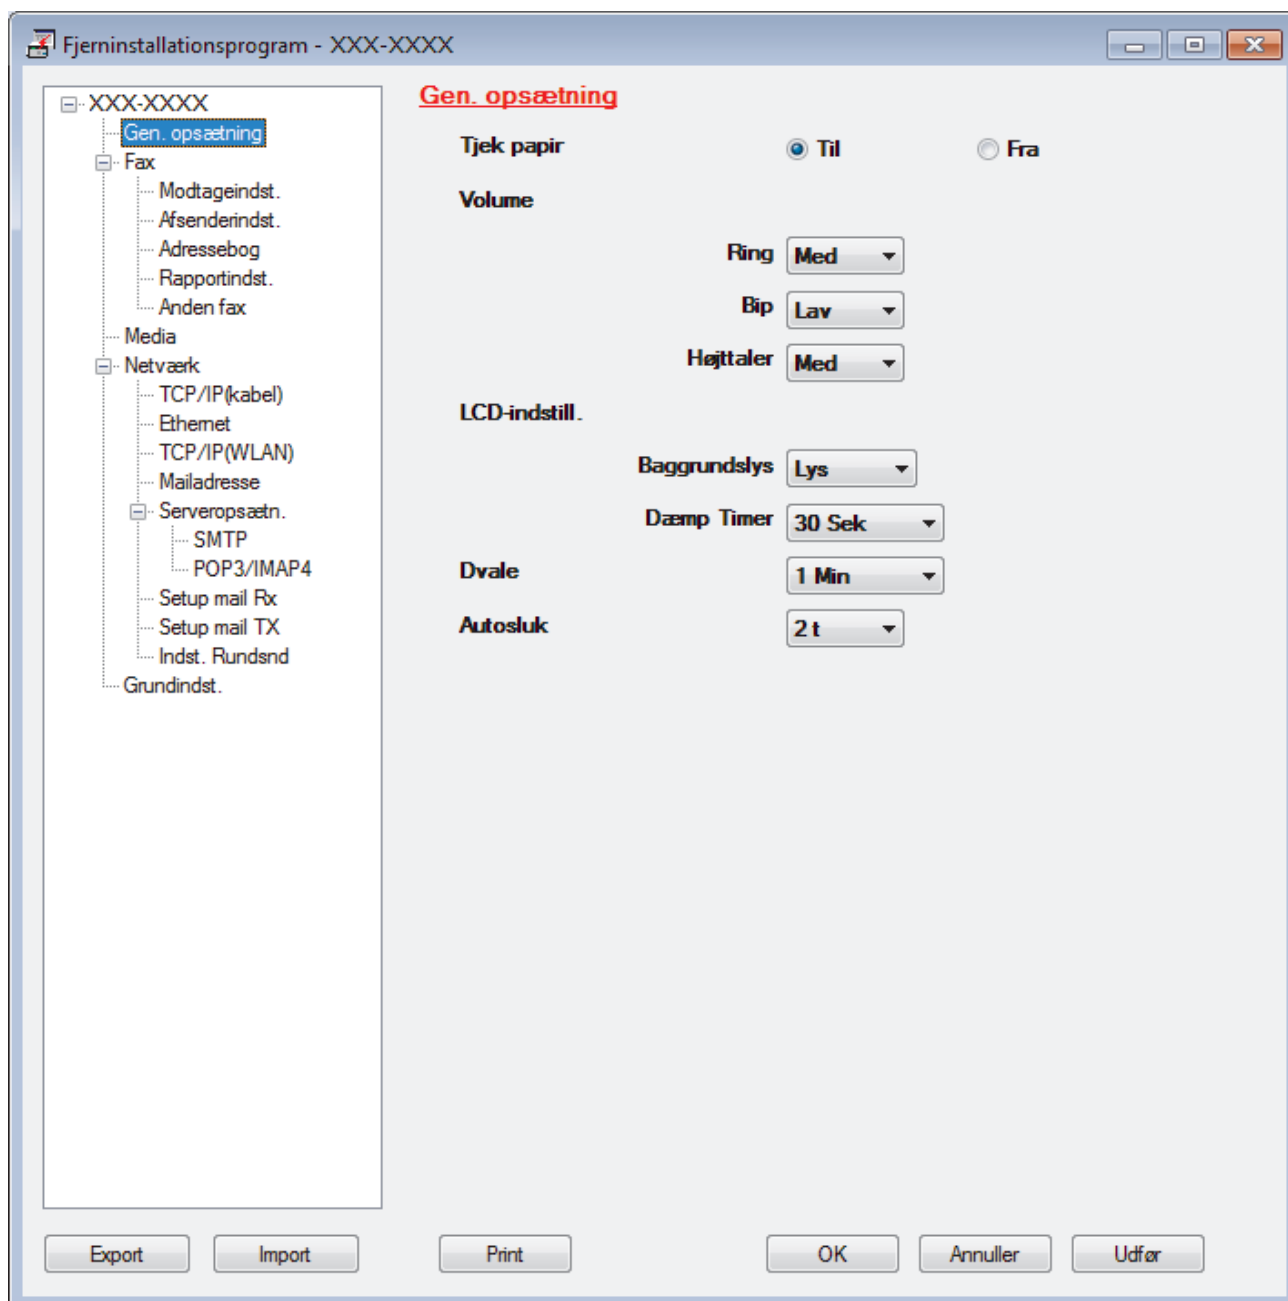 Fjerninstallationsprogram - XXX-XXXX
XXX-XXXX
Gen. opsætning
Fax
Modtageindst.
Afsenderindst.
Adressebog
Rapportindst.
Anden fax
Media
Netværk
TCP/IP(kabel)
Ethernet
TCP/IP(WLAN)
Mailadresse
Serveropsætn.
SMTP
POP3/IMAP4
Setup mail Rx
Setup mail TX
Indst. Rundsnd
Grundindst.
Gen. opsætning
Tjek papir Til Fra
Volume
Ring Med
Bip Lav
Højttaler Med
LCD-indstill.
Baggrundslys Lys
Dæmp Timer 30 Sek
Dvale 1 Min
Autosluk 2 t
Export Import Print OK Annuller Udfør